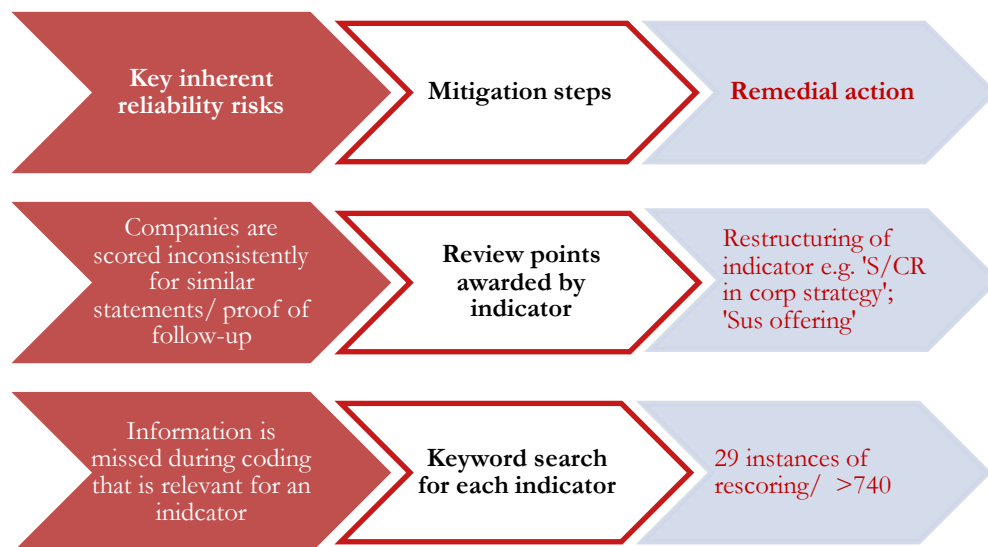 Key inherent
reliability risks
Mitigation steps
Remedial action
Companies are
scored inconsistently
for similar
statements/ proof of
follow-up
Review points
awarded by
indicator
Restructuring of
indicator e.g. 'S/CR
in corp strategy';
'Sus offering'
Information is
missed during coding
that is relevant for an
inidcator
Keyword search
for each indicator
29 instances of
rescoring/ >740